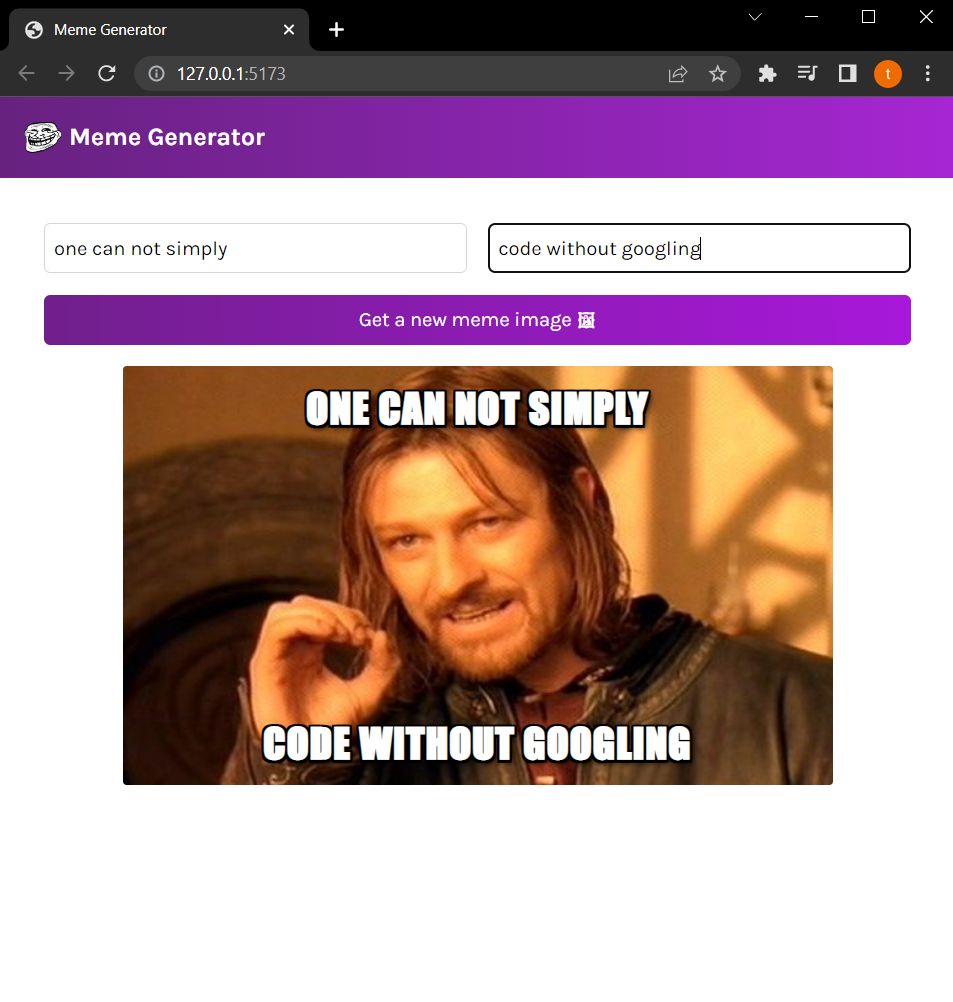 Meme Generator
127.0.0.1:5173
t
Meme Generator
one can not simply
code without googling
Get a new meme image 🖼
ONE CAN NOT SIMPLY
CODE WITHOUT GOOGLING